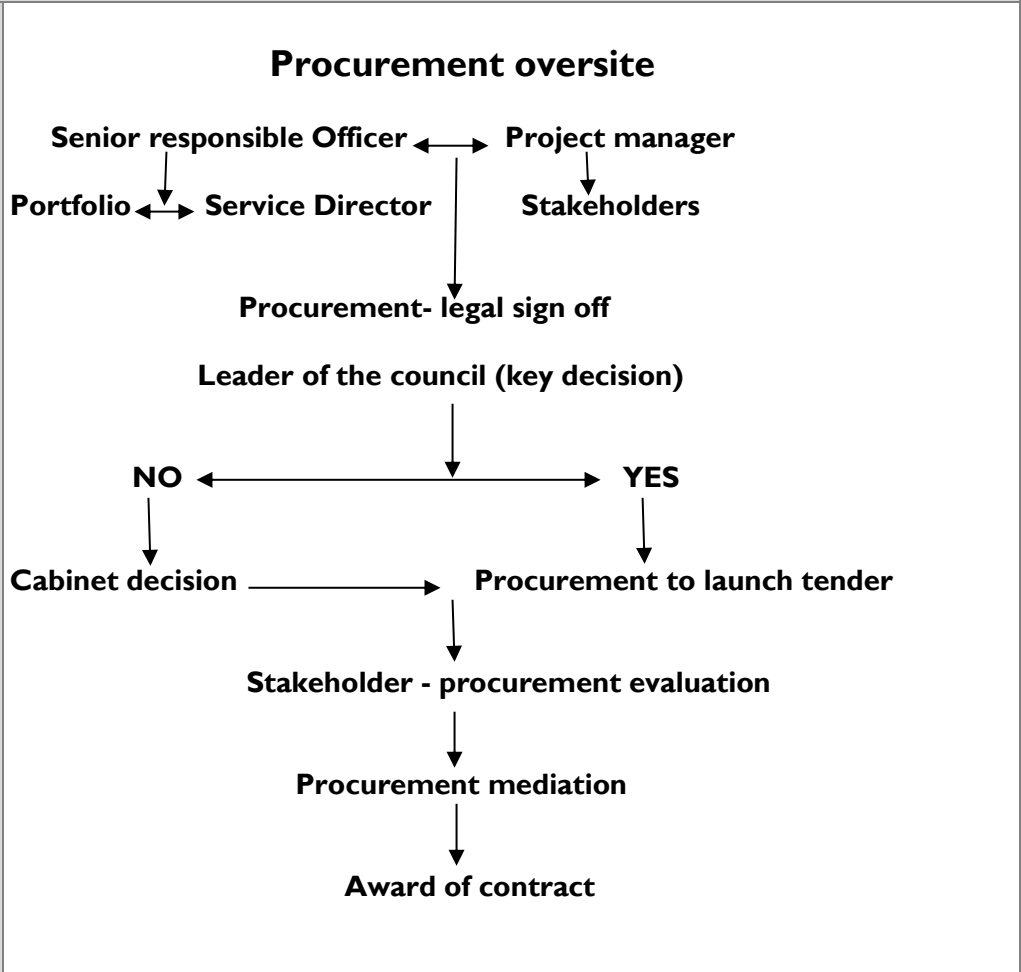 Procurement oversite
Senior responsible Officer Project manager
Portfolio Service Director Stakeholders
Procurement- legal sign off
Leader of the council (key decision)
NO YES
Cabinet decision Procurement to launch tender
Stakeholder - procurement evaluation
Procurement mediation
Award of contract